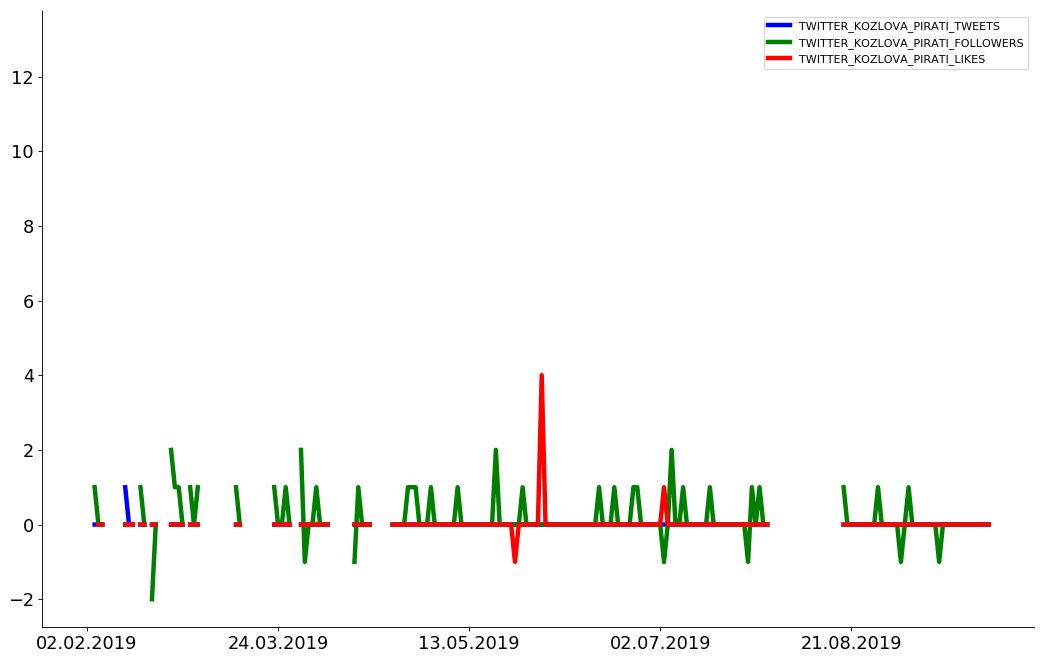 TWITTER_KOZLOVA_PIRATI_TWEETS
TWITTER_KOZLOVA_PIRATI_FOLLOWERS
TWITTER_KOZLOVA_PIRATI_LIKES
12
10
8
6
4
2
0
−2
02.02.2019 24.03.2019 13.05.2019 02.07.2019 21.08.2019